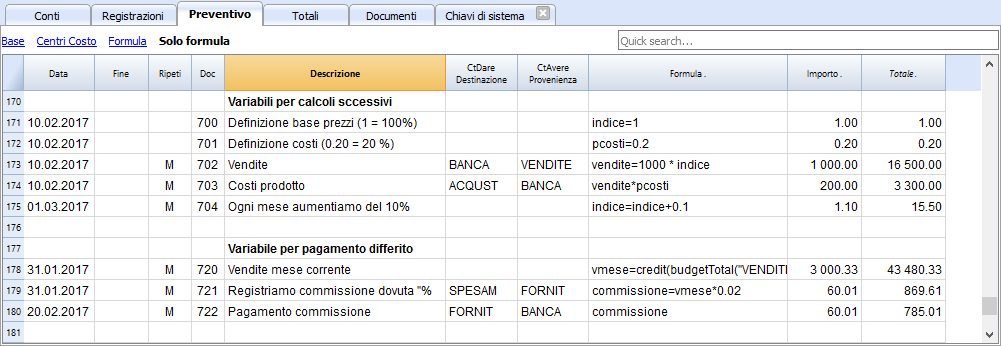 Conti Registrazioni Preventivo Totali Documenti Chiavi di sistema
Base Centri Costo Formula Solo formula Quick search...
Data Fine Ripeti Doc Descrizione CtDare Destinazione CtAvere Provenienza Formula . Importo . Totale .
170 Variabili per calcoli sccessivi
171 10.02.2017 700 Definizione base prezzi (1 = 100%) indice=1 1.00 1.00
172 10.02.2017 701 Definizione costi (0.20 = 20 %) pcosti=0.2 0.20 0.20
173 10.02.2017 M 702 Vendite BANCA VENDITE vendite=1000 * indice 1 000.00 16 500.00
174 10.02.2017 M 703 Costi prodotto ACQUST BANCA vendite*pcosti 200.00 3 300.00
175 01.03.2017 M 704 Ogni mese aumentiamo del 10% indice=indice+0.1 1.10 15.50
176
177 Variabile per pagamento differito
178 31.01.2017 M 720 Vendite mese corrente vmese=credit(budgetTotal("VENDITI 3 000.33 43 480.33
179 31.01.2017 M 721 Registriamo commissione dovuta "% SPESAM FORNIT commissione=vmese*0.02 60.01 869.61
180 20.02.2017 M 722 Pagamento commissione FORNIT BANCA commissione 60.01 785.01
181